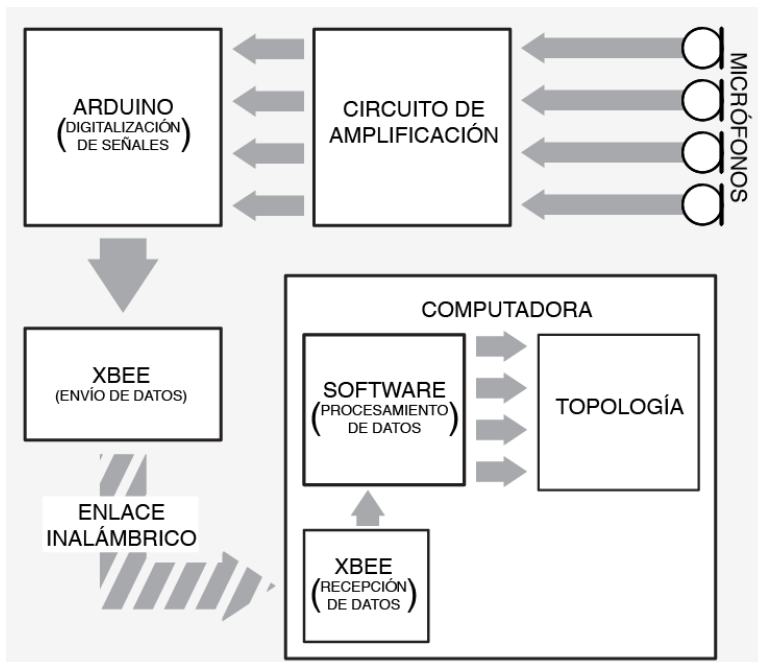 MICRÓFONOS
CIRCUITO DE
AMPLIFICACIÓN
ARDUINO
(DIGITALIZACIÓN
DE SEÑALES)
XBEE
(ENVÍO DE DATOS)
ENLACE
INALÁMBRICO
COMPUTADORA
XBEE
(RECEPCIÓN
DE DATOS)
SOFTWARE
(PROCESAMIENTO
DE DATOS)
TOPOLOGÍA